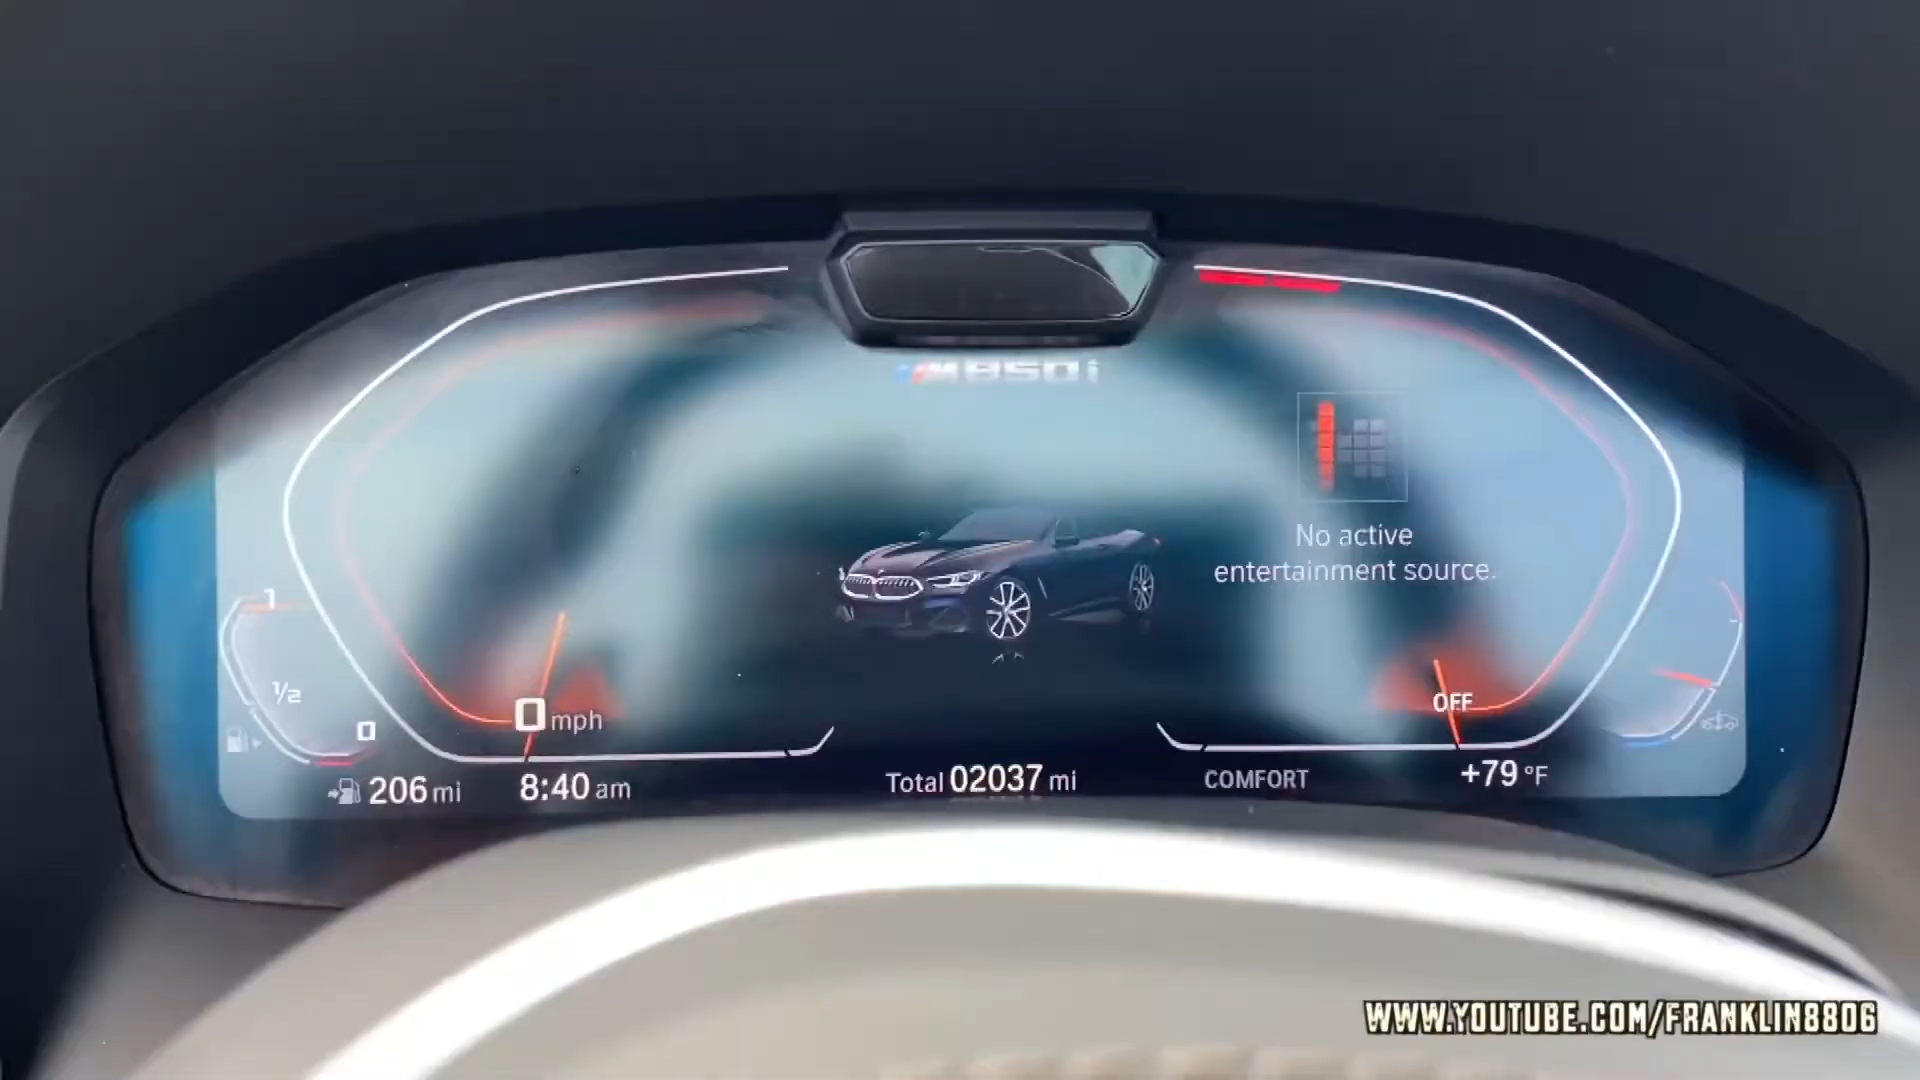 M850i
No active
entertainment source.
1
1/2
0
0 mph
OFF
206 mi
8:40 am
Total 02037 mi
COMFORT
+79 °F
WWW.YOUTUBE.COM/FRANKLIN8806